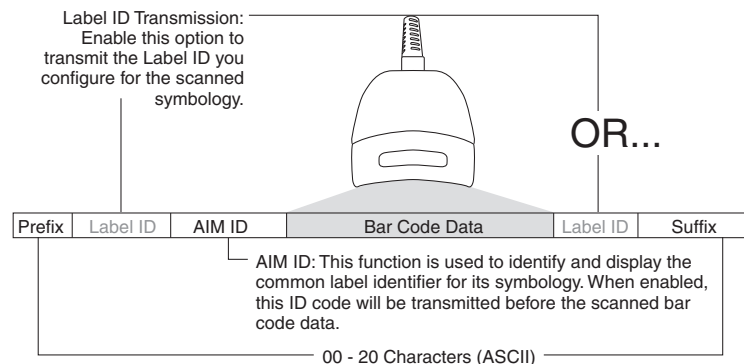 Label ID Transmission:
Enable this option to
transmit the Label ID you
configure for the scanned
symbology.
OR...
Prefix Label ID AIM ID Bar Code Data Label ID Suffix
AIM ID: This function is used to identify and display the
common label identifier for its symbology. When enabled,
this ID code will be transmitted before the scanned bar
code data.
00 - 20 Characters (ASCII)